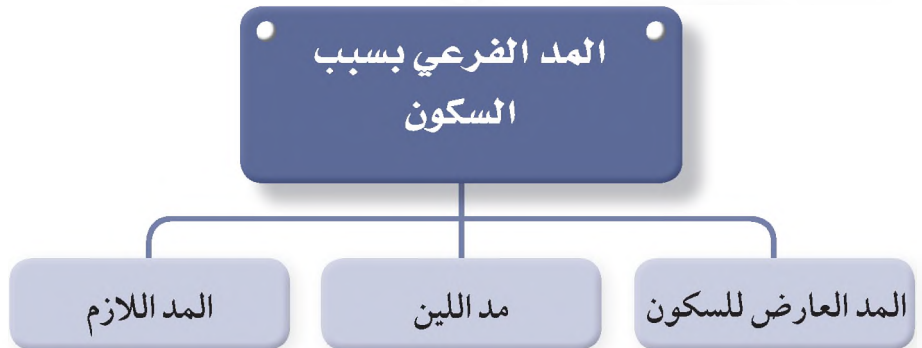 المد الفرعي بسبب
السكون
المد العارض للسكون
مد اللين
المد اللازم